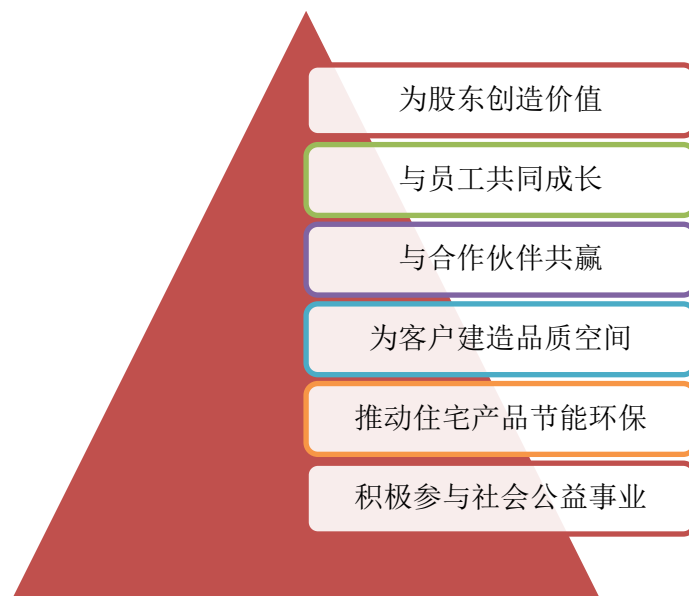 为股东创造价值
与员工共同成长
与合作伙伴共赢
为客户建造品质空间
推动住宅产品节能环保
积极参与社会公益事业